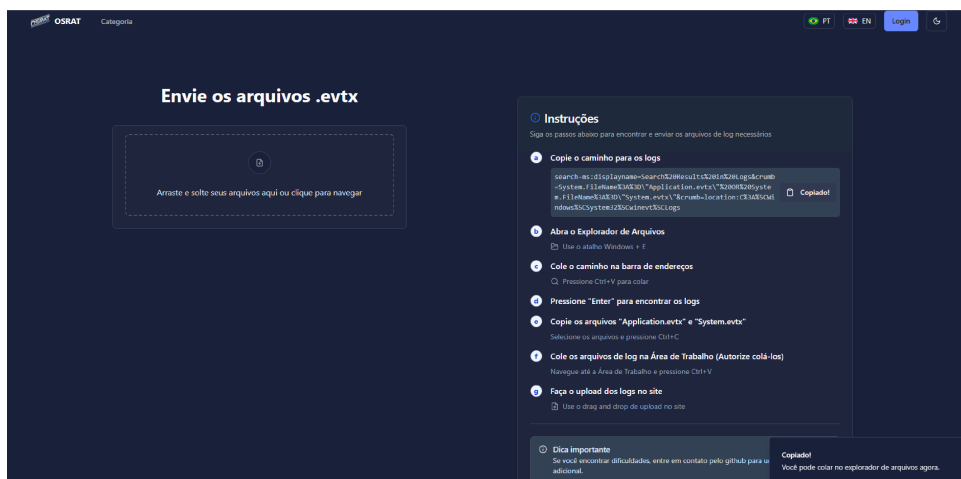 OSRAT
Categoria
PT
EN
Login
Envie os arquivos .evtx
Arraste e solte seus arquivos aqui ou clique para navegar
Instruções
Siga os passos abaixo para encontrar e enviar os arquivos de log necessários
a Copie o caminho para os logs
search-ms:displayname=Search%20Results%20in%20Logs&crumb
=System.FileName%3A%3D\"Application.evtx\"%20OR%20Syste
m.FileName%3A%3D\"System.evtx\"&crumb=location:C%3A%5CWi
ndows%5CSystem32%5Cwinevt%5CLogs
Copiado!
b Abra o Explorador de Arquivos
Use o atalho Windows + E
c Cole o caminho na barra de endereços
Pressione Ctrl+V para colar
d Pressione "Enter" para encontrar os logs
e Copie os arquivos "Application.evtx" e "System.evtx"
Selecione os arquivos e pressione Ctrl+C
f Cole os arquivos de log na Área de Trabalho (Autorize colá-los)
Navegue até a Área de Trabalho e pressione Ctrl+V
g Faça o upload dos logs no site
Use o drag and drop de upload no site
Dica importante
Se você encontrar dificuldades, entre em contato pelo github para
adicional.
Copiado!
Você pode colar no explorador de arquivos agora.